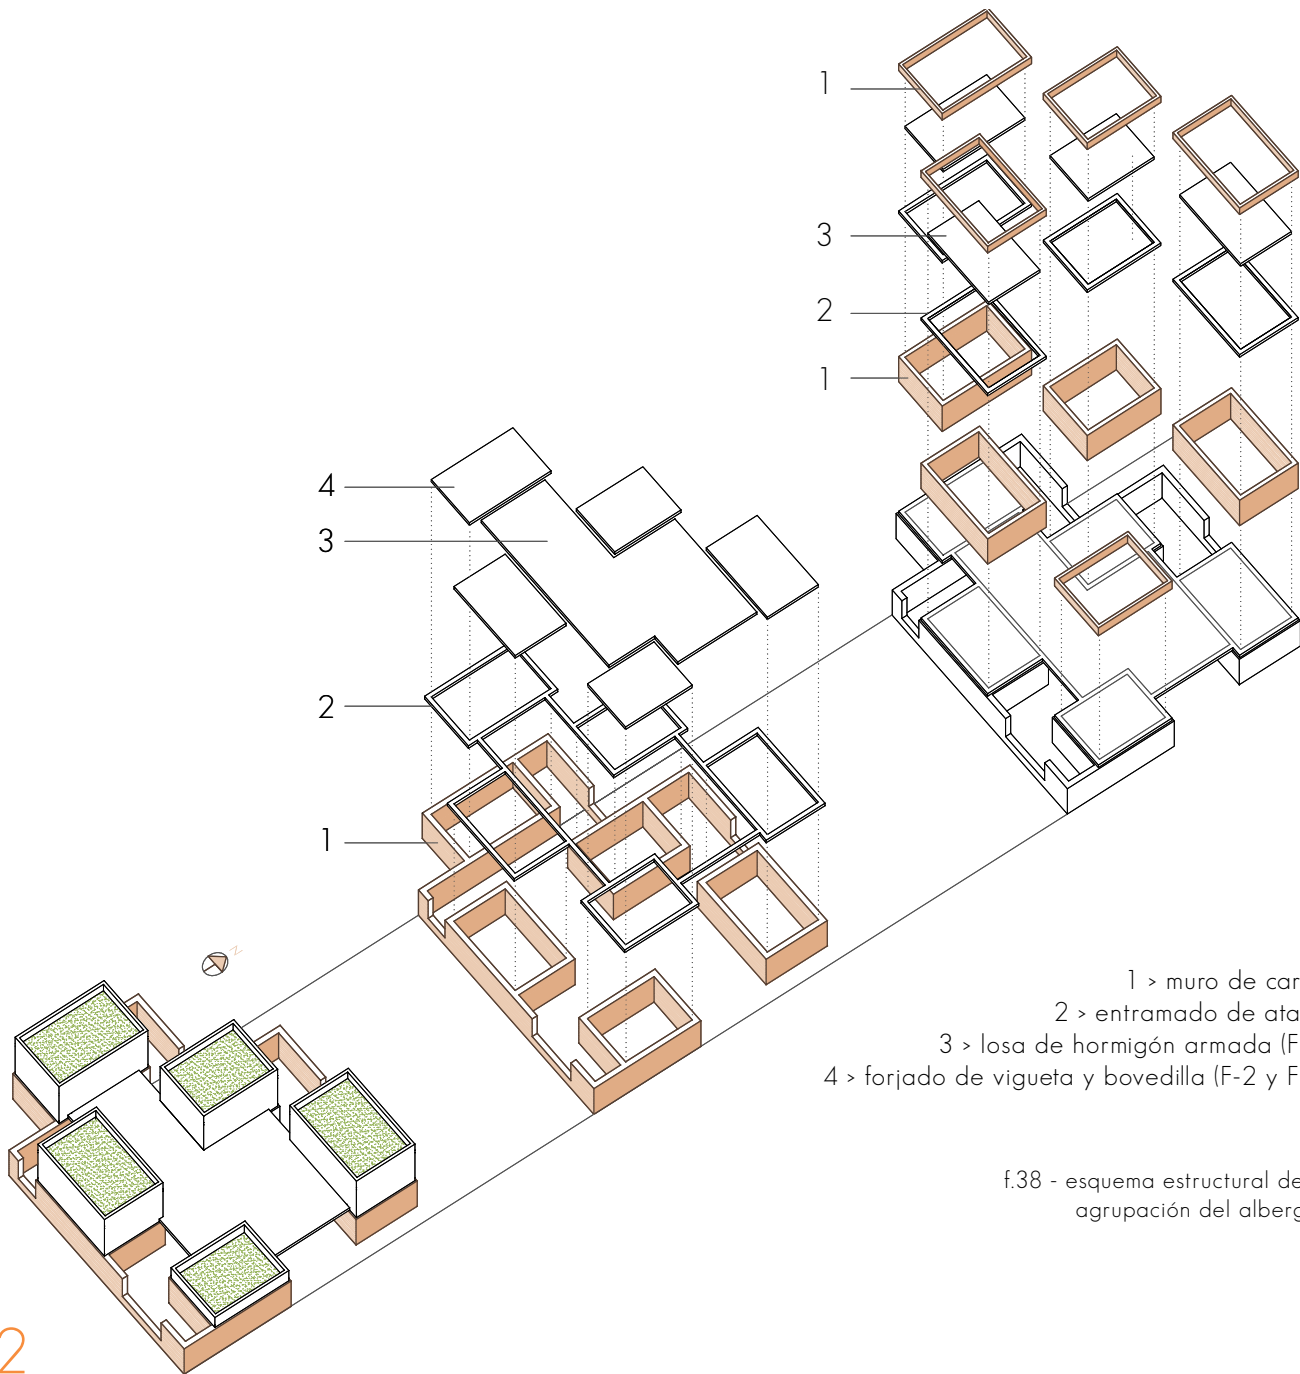 1
3
2
1
4
3
2
1
N
1 > muro de car
2 > entramado de ata
3 > losa de hormigón armada (F
4 > forjado de vigueta y bovedilla (F-2 y F
f.38 - esquema estructural de
agrupación del alberg
2